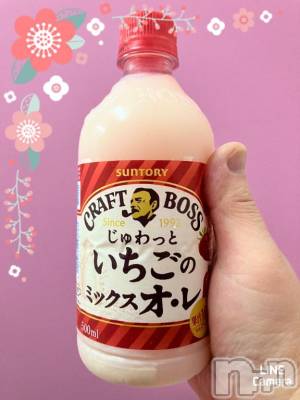 SUNTORY
CRAFT BOSS
Since 1992
じゅわっと
いちごの
ミックスオ・レ
500ml
LINE
Camera
n-p